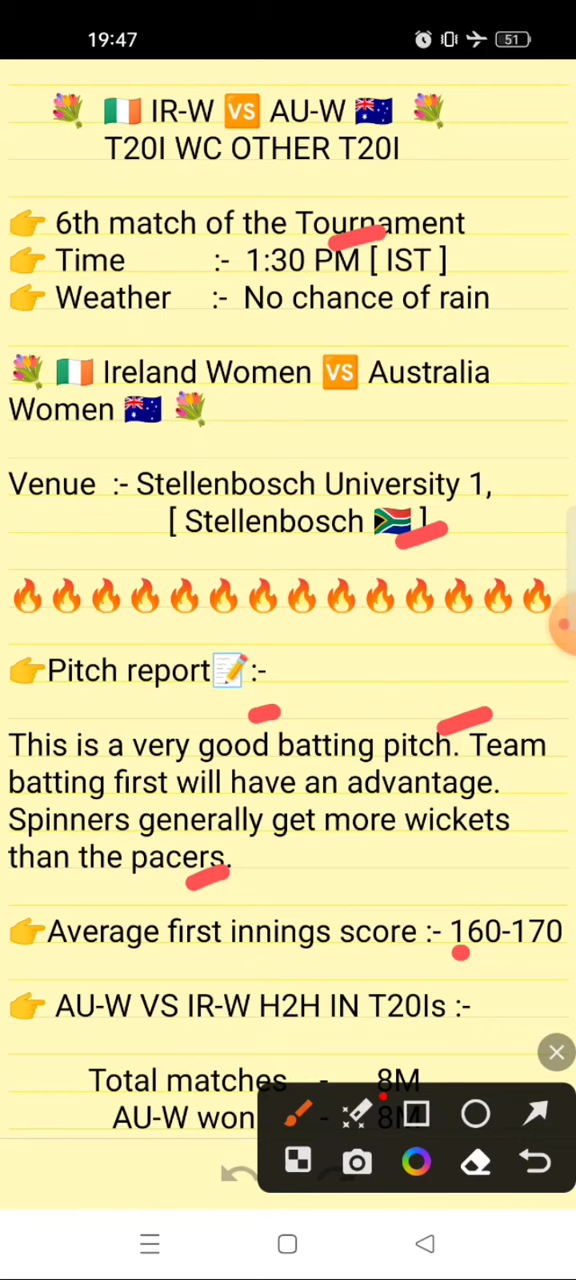 19:47
51
💐 🇮🇪 IR-W 🆚 AU-W 🇦🇺 💐
T20I WC OTHER T20I
👉 6th match of the Tournament
👉 Time :- 1:30 PM [ IST ]
👉 Weather :- No chance of rain
💐 🇮🇪 Ireland Women 🆚 Australia
Women 🇦🇺 💐
Venue :- Stellenbosch University 1,
[ Stellenbosch 🇿🇦 ]
🔥🔥🔥🔥🔥🔥🔥🔥🔥🔥🔥🔥🔥🔥
👉Pitch report📝:-
This is a very good batting pitch. Team
batting first will have an advantage.
Spinners generally get more wickets
than the pacers.
👉Average first innings score :- 160-170
👉 AU-W VS IR-W H2H IN T20Is :-
Total matches - 8M
AU-W won - 8M